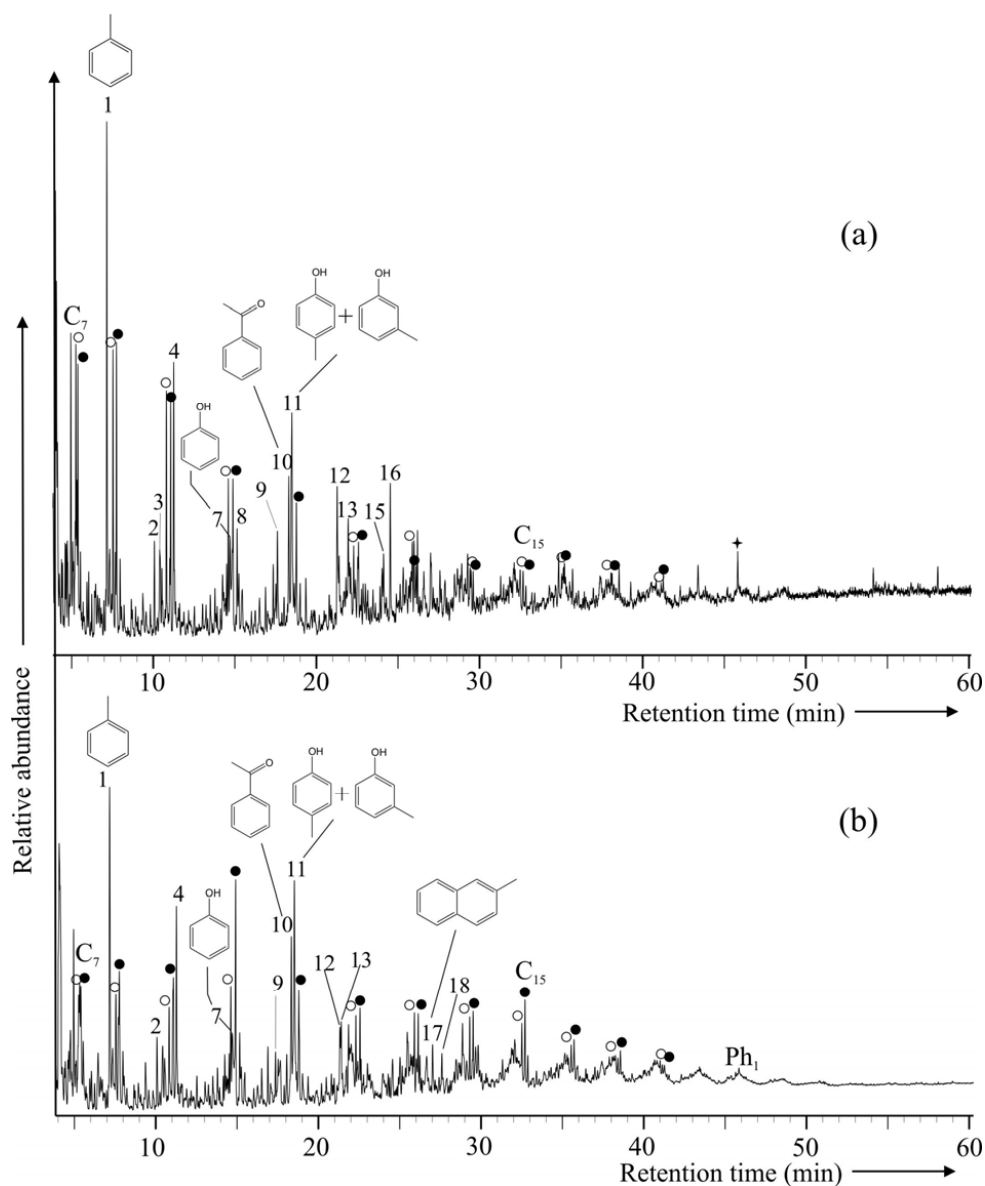 1
(a)
C7
4
OH
OH
O
+
11
10
3
2
OH
7
8
9
12
13
15
16
C15
Relative abundance
10 20 30 40 50 60
Retention time (min)
1
(b)
OH
OH
O
+
11
4
OH
10
C7
2
7
9
12
13
17
18
C15
Ph1
10 20 30 40 50 60
Retention time (min)